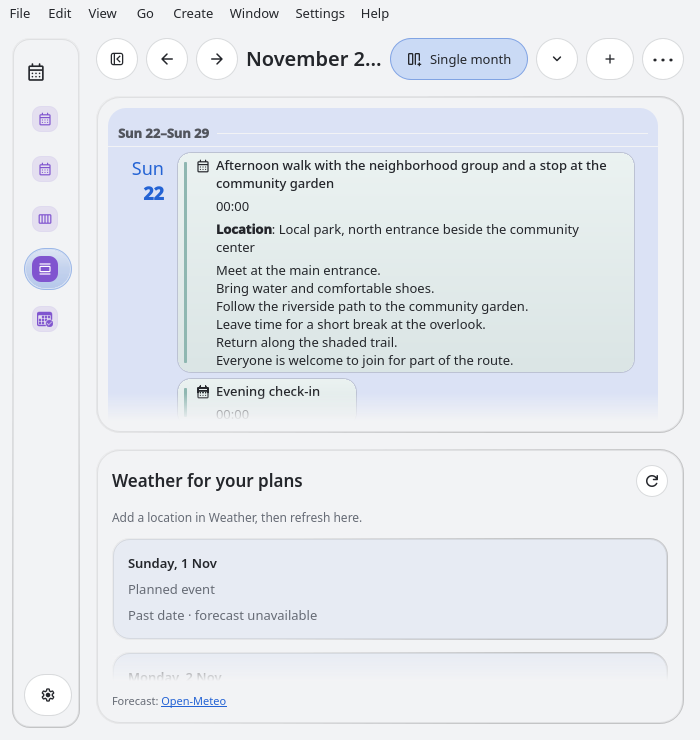 File Edit View Go Create Window Settings Help
November 2... Single month
Sun 22–Sun 29
Sun
22
Afternoon walk with the neighborhood group and a stop at the
community garden
00:00
Location: Local park, north entrance beside the community
center
Meet at the main entrance.
Bring water and comfortable shoes.
Follow the riverside path to the community garden.
Leave time for a short break at the overlook.
Return along the shaded trail.
Everyone is welcome to join for part of the route.
Evening check-in
00:00
Weather for your plans
Add a location in Weather, then refresh here.
Sunday, 1 Nov
Planned event
Past date · forecast unavailable
Monday, 2 Nov
Forecast: Open-Meteo